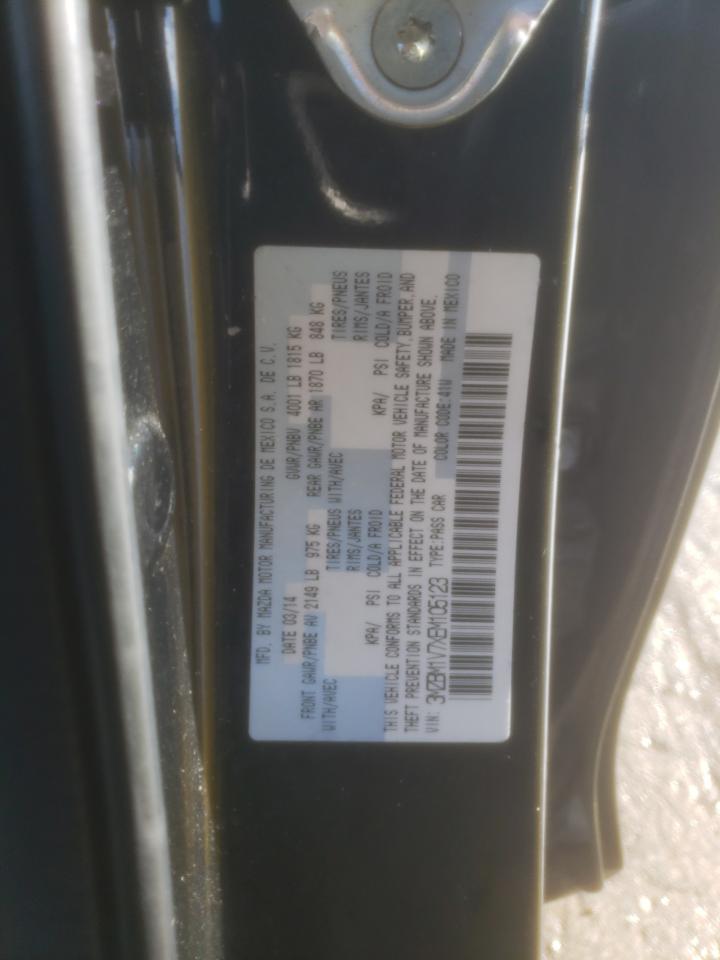 MFD. BY MAZDA MOTOR MANUFACTURING DE MEXICO S.A. DE C.V.
DATE 03/14 GVWR/PNBV 4001 LB 1815 KG
FRONT GAWR/PNBE AV 2149 LB 975 KG REAR GAWR/PNBE AR 1870 LB 848 KG
WITH/AVEC TIRES/PNEUS WITH/AVEC TIRES/PNEUS
RIMS/JANTES RIMS/JANTES
KPA/ PSI COLD/A FROID KPA/ PSI COLD/A FROID
THIS VEHICLE CONFORMS TO ALL APPLICABLE FEDERAL MOTOR VEHICLE SAFETY,BUMPER,AND
THEFT PREVENTION STANDARDS IN EFFECT ON THE DATE OF MANUFACTURE SHOWN ABOVE.
VIN: 3MZBM1V7XEM105123 TYPE:PASS CAR COLOR CODE:41W MADE IN MEXICO